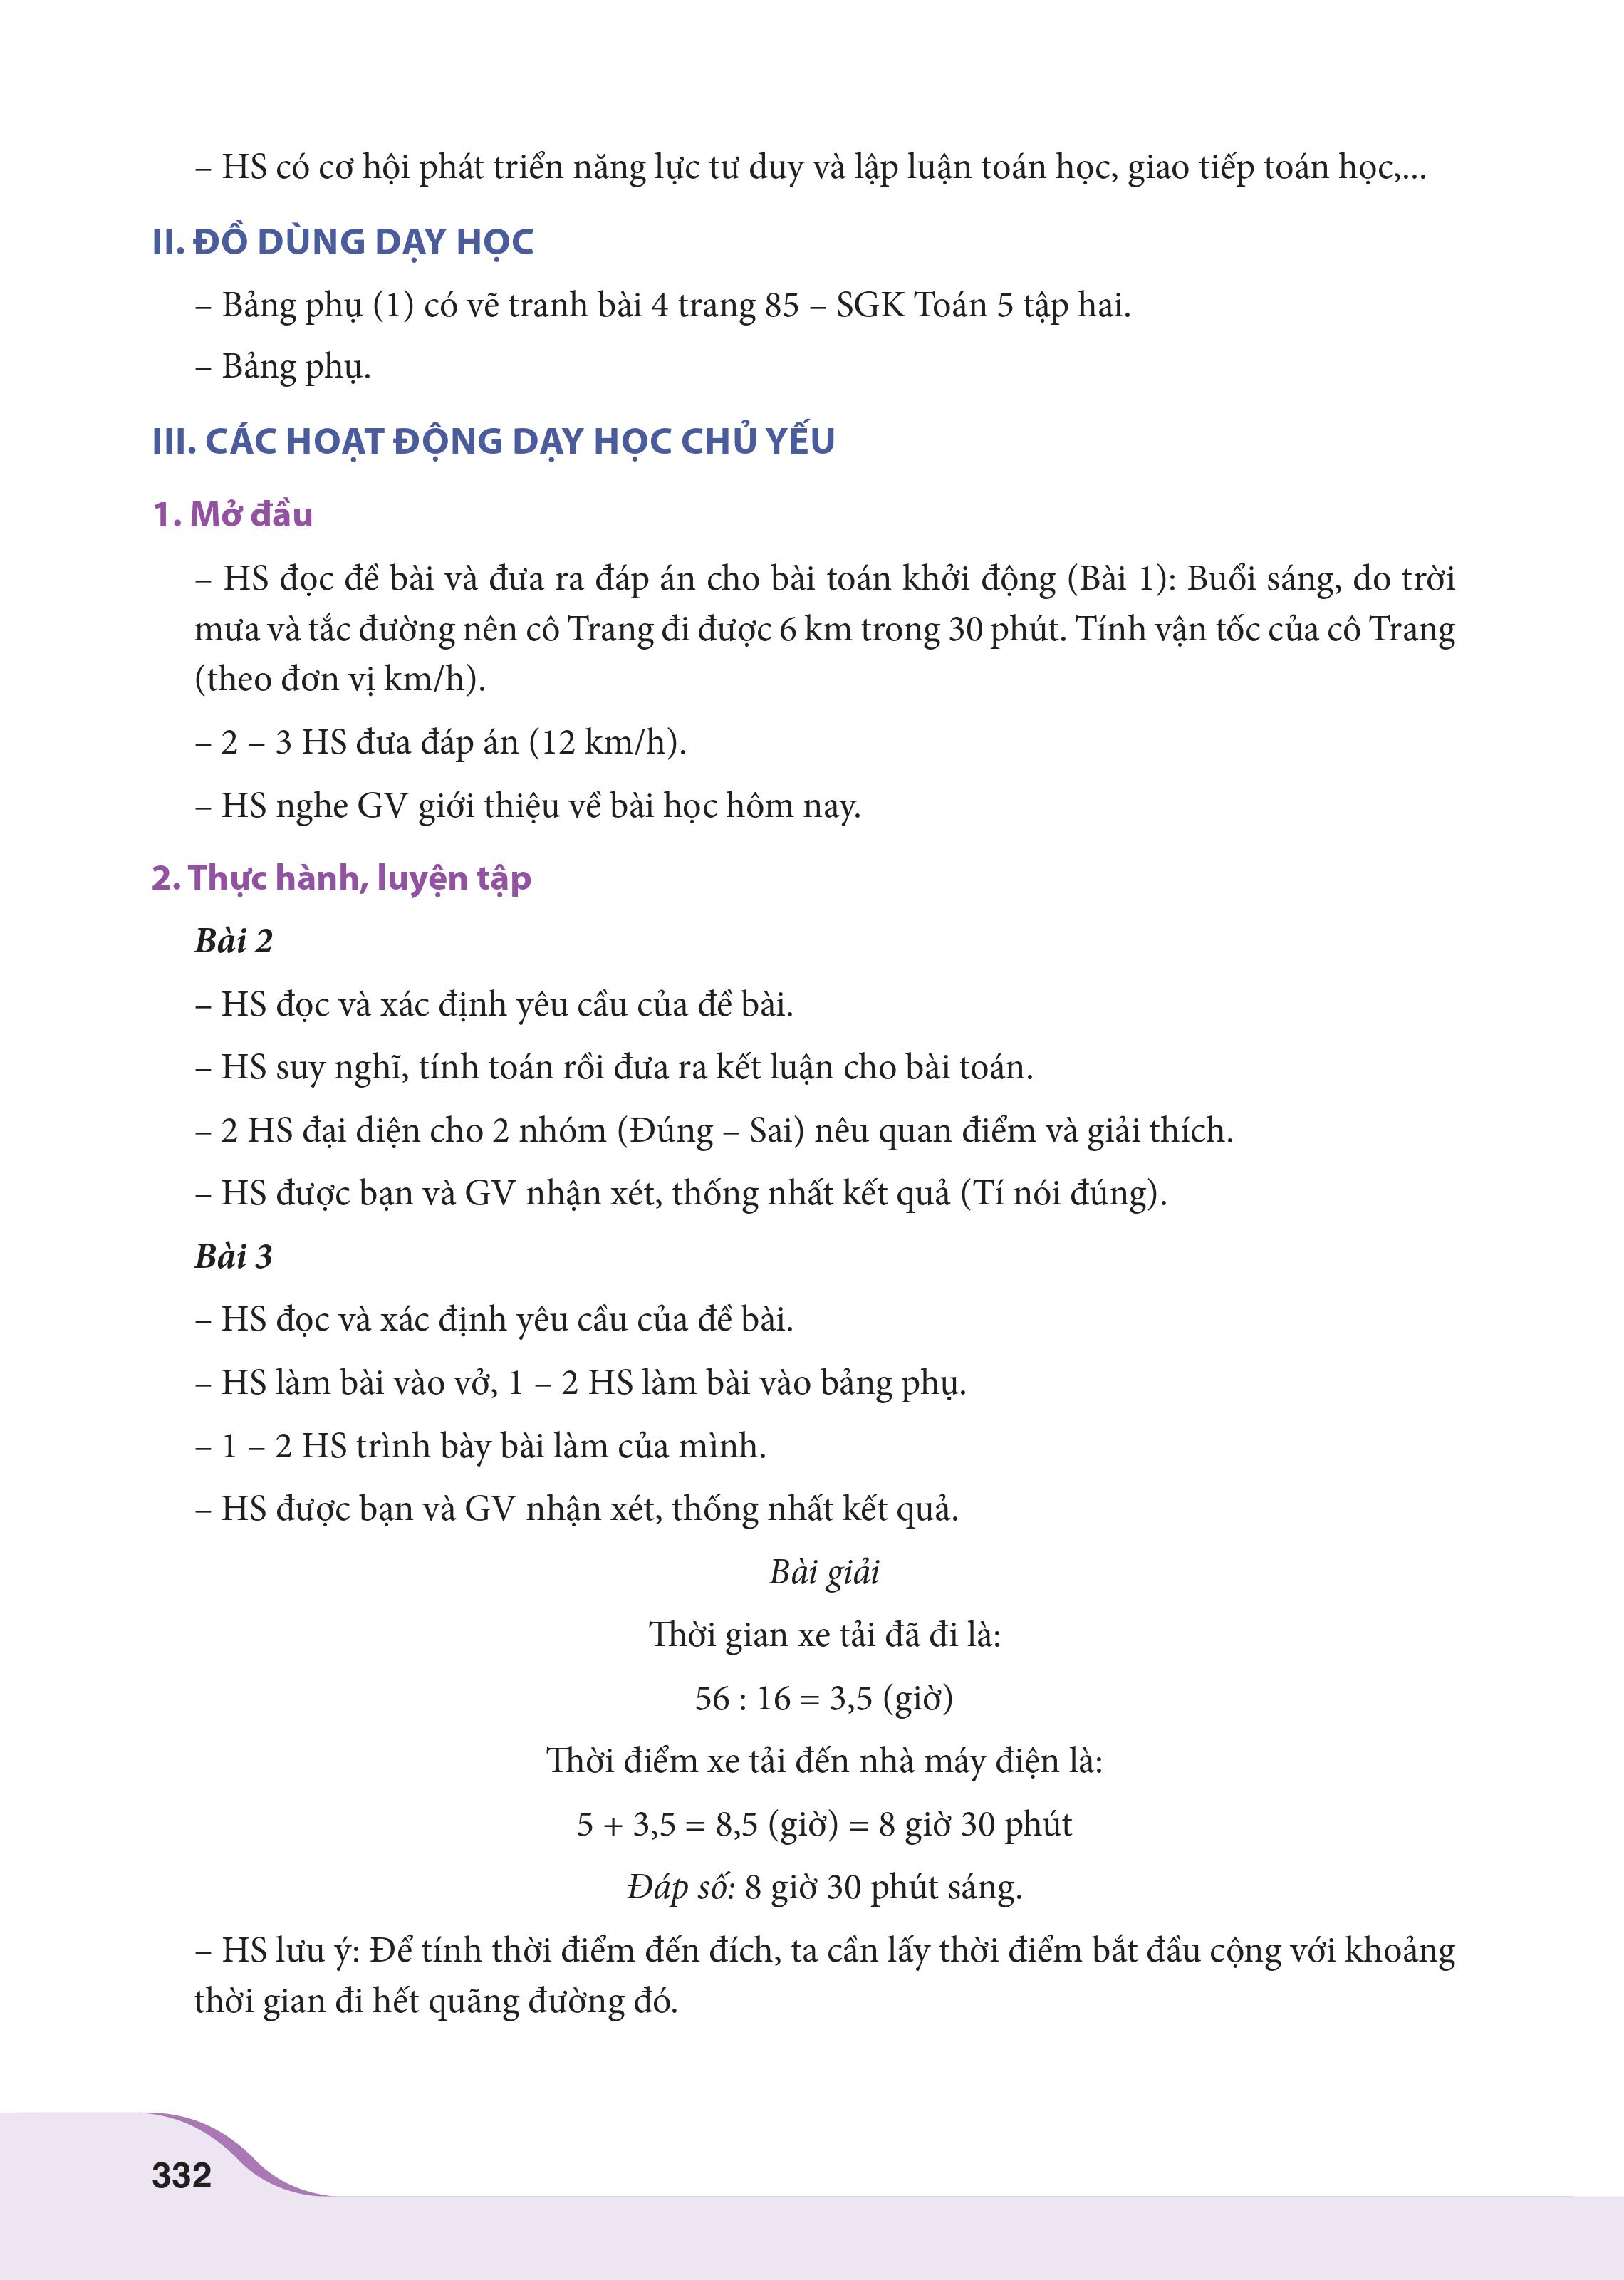 – HS có cơ hội phát triển năng lực tư duy và lập luận toán học, giao tiếp toán học,...
II. ĐỒ DÙNG DẠY HỌC
– Bảng phụ (1) có vẽ tranh bài 4 trang 85 – SGK Toán 5 tập hai.
– Bảng phụ.
III. CÁC HOẠT ĐỘNG DẠY HỌC CHỦ YẾU
1. Mở đầu
– HS đọc đề bài và đưa ra đáp án cho bài toán khởi động (Bài 1): Buổi sáng, do trời
mưa và tắc đường nên cô Trang đi được 6 km trong 30 phút. Tính vận tốc của cô Trang
(theo đơn vị km/h).
– 2 – 3 HS đưa đáp án (12 km/h).
– HS nghe GV giới thiệu về bài học hôm nay.
2. Thực hành, luyện tập
Bài 2
– HS đọc và xác định yêu cầu của đề bài.
– HS suy nghĩ, tính toán rồi đưa ra kết luận cho bài toán.
– 2 HS đại diện cho 2 nhóm (Đúng – Sai) nêu quan điểm và giải thích.
– HS được bạn và GV nhận xét, thống nhất kết quả (Tí nói đúng).
Bài 3
– HS đọc và xác định yêu cầu của đề bài.
– HS làm bài vào vở, 1 – 2 HS làm bài vào bảng phụ.
– 1 – 2 HS trình bày bài làm của mình.
– HS được bạn và GV nhận xét, thống nhất kết quả.
Bài giải
Thời gian xe tải đã đi là:
56 : 16 = 3,5 (giờ)
Thời điểm xe tải đến nhà máy điện là:
5 + 3,5 = 8,5 (giờ) = 8 giờ 30 phút
Đáp số: 8 giờ 30 phút sáng.
– HS lưu ý: Để tính thời điểm đến đích, ta cần lấy thời điểm bắt đầu cộng với khoảng
thời gian đi hết quãng đường đó.
332